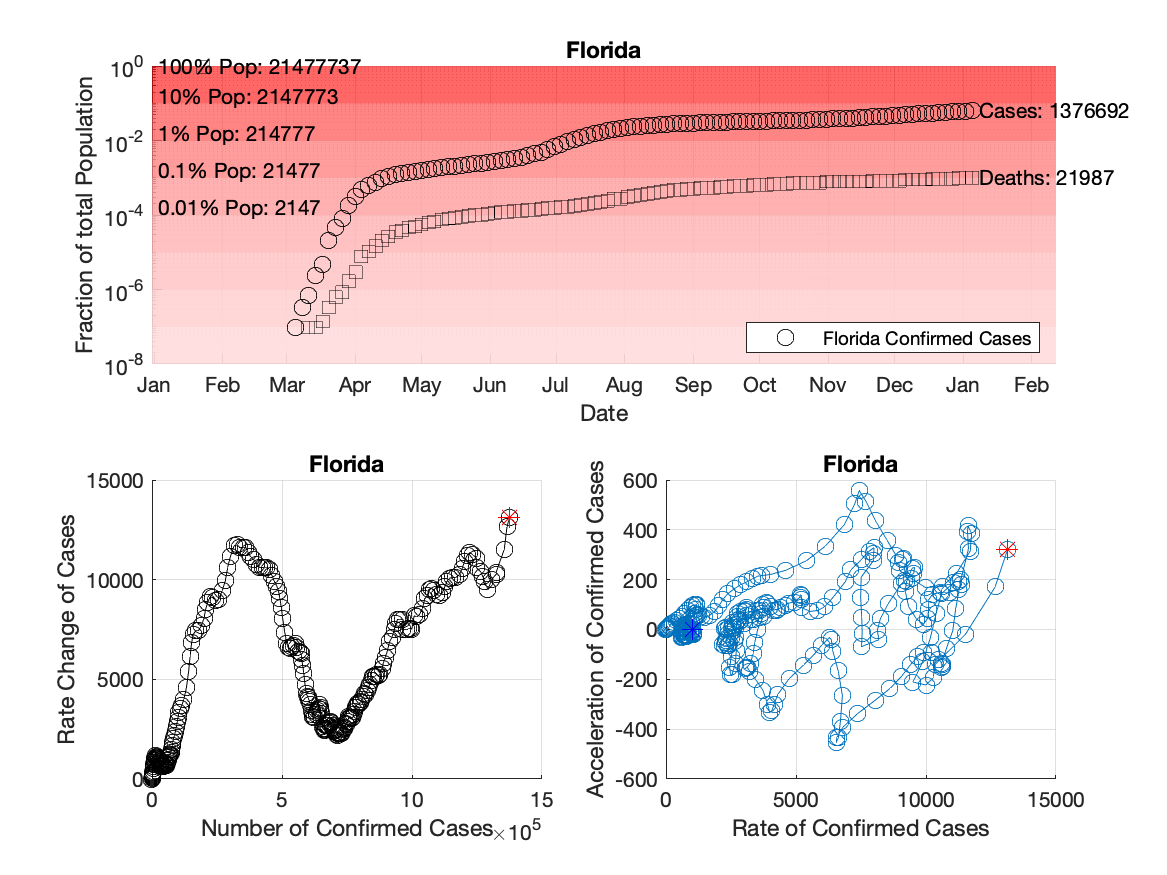 Florida
10^0
10^-2
10^-4
10^-6
10^-8
Fraction of total Population
100% Pop: 21477737
10% Pop: 2147773
1% Pop: 214777
0.1% Pop: 21477
0.01% Pop: 2147
Cases: 1376692
Deaths: 21987
Florida Confirmed Cases
Jan Feb Mar Apr May Jun Jul Aug Sep Oct Nov Dec Jan Feb
Date
Florida
15000
10000
5000
0
Rate Change of Cases
0 5 10 15
Number of Confirmed Cases ×10^5
Florida
600
400
200
0
-200
-400
-600
Acceleration of Confirmed Cases
0 5000 10000 15000
Rate of Confirmed Cases